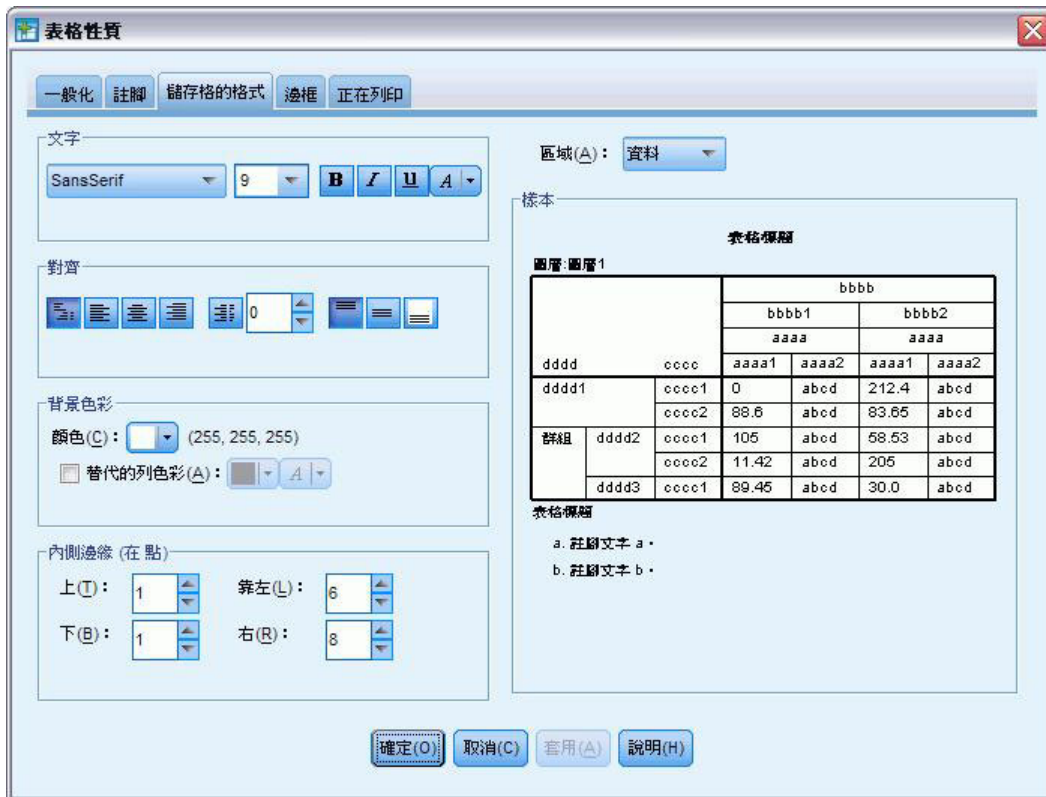 表格性質
一般化 註腳 儲存格的格式 邊框 正在列印
文字
SansSerif 9 B I U A
對齊
0
背景色彩
顏色(C)： (255, 255, 255)
替代的列色彩(A)： A
內側邊緣 (在 點)
上(T)： 1 靠左(L)： 6
下(B)： 1 右(R)： 8
區域(A)： 資料
樣本
表格標題
圖層:圖層1
bbbb
bbbb1 bbbb2
aaaa aaaa
dddd cccc aaaa1 aaaa2 aaaa1 aaaa2
dddd1 cccc1 0 abcd 212.4 abcd
cccc2 88.6 abcd 83.65 abcd
群組 dddd2 cccc1 105 abcd 58.53 abcd
cccc2 11.42 abcd 205 abcd
dddd3 cccc1 89.45 abcd 30.0 abcd
表格標題
a. 註腳文字 a。
b. 註腳文字 b。
確定(O) 取消(C) 套用(A) 說明(H)